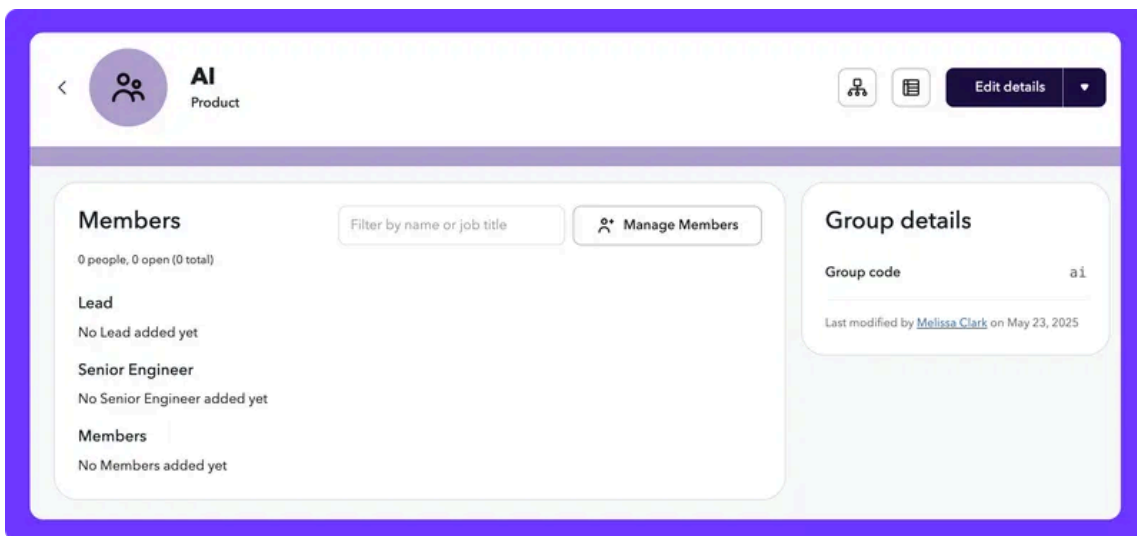 AI
Product
Edit details
Members
Filter by name or job title
Manage Members
0 people, 0 open (0 total)
Lead
No Lead added yet
Senior Engineer
No Senior Engineer added yet
Members
No Members added yet
Group details
Group code ai
Last modified by Melissa Clark on May 23, 2025